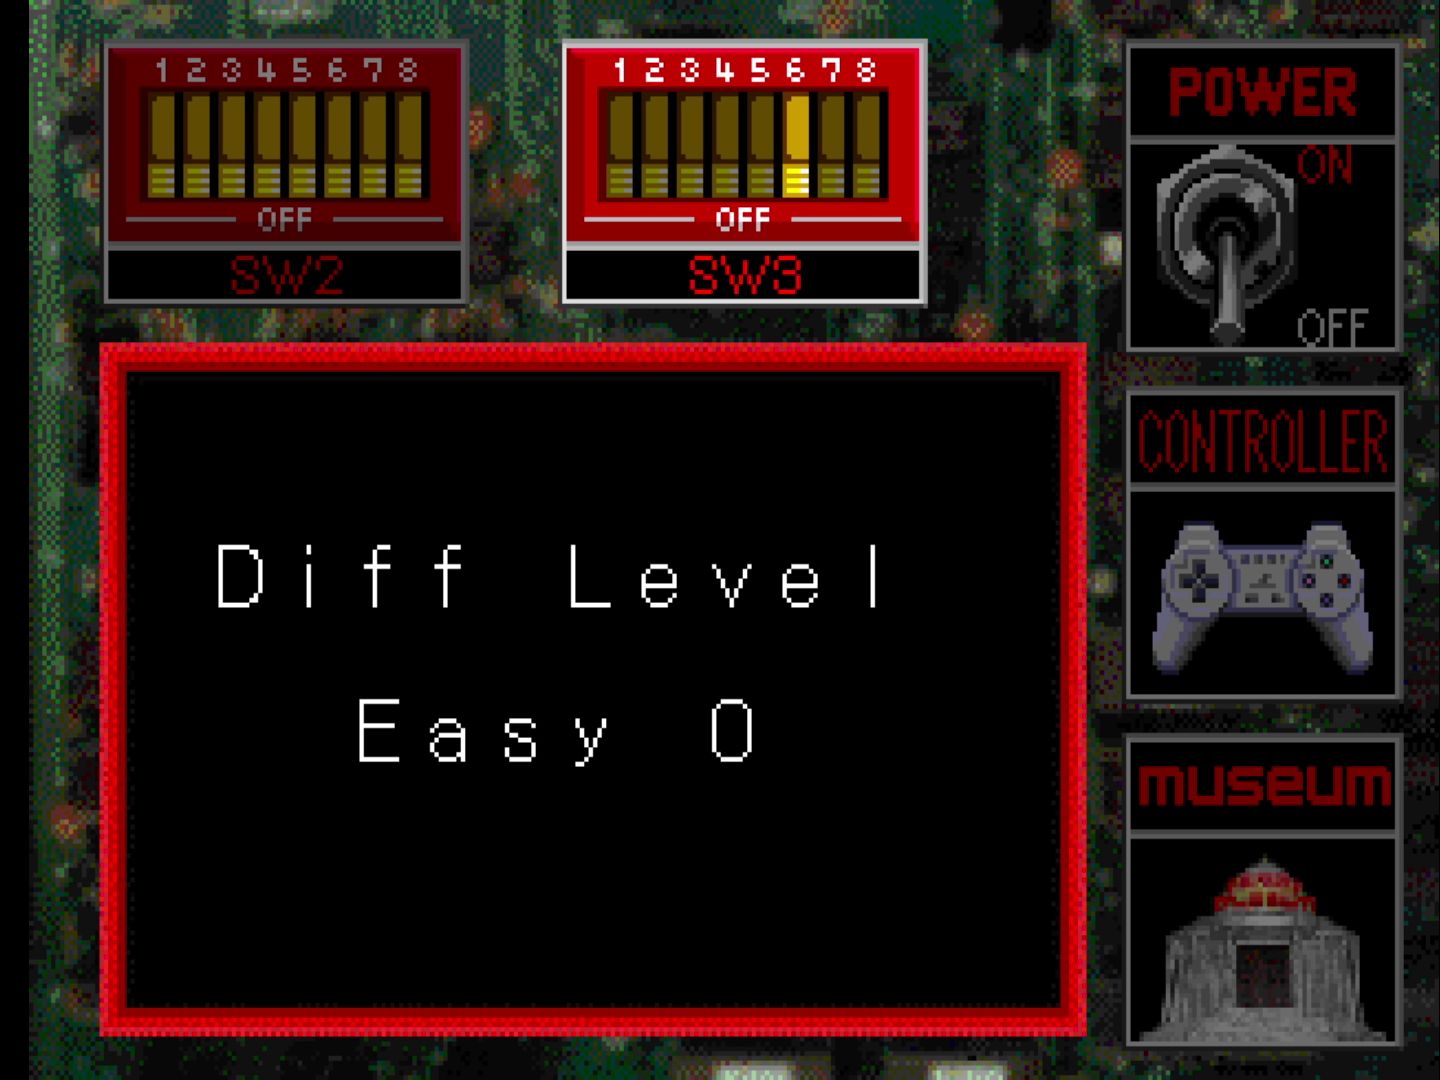 1 2 3 4 5 6 7 8
OFF
SW2
1 2 3 4 5 6 7 8
OFF
SW3
POWER
ON
OFF
Diff Level
Easy 0
CONTROLLER
museum